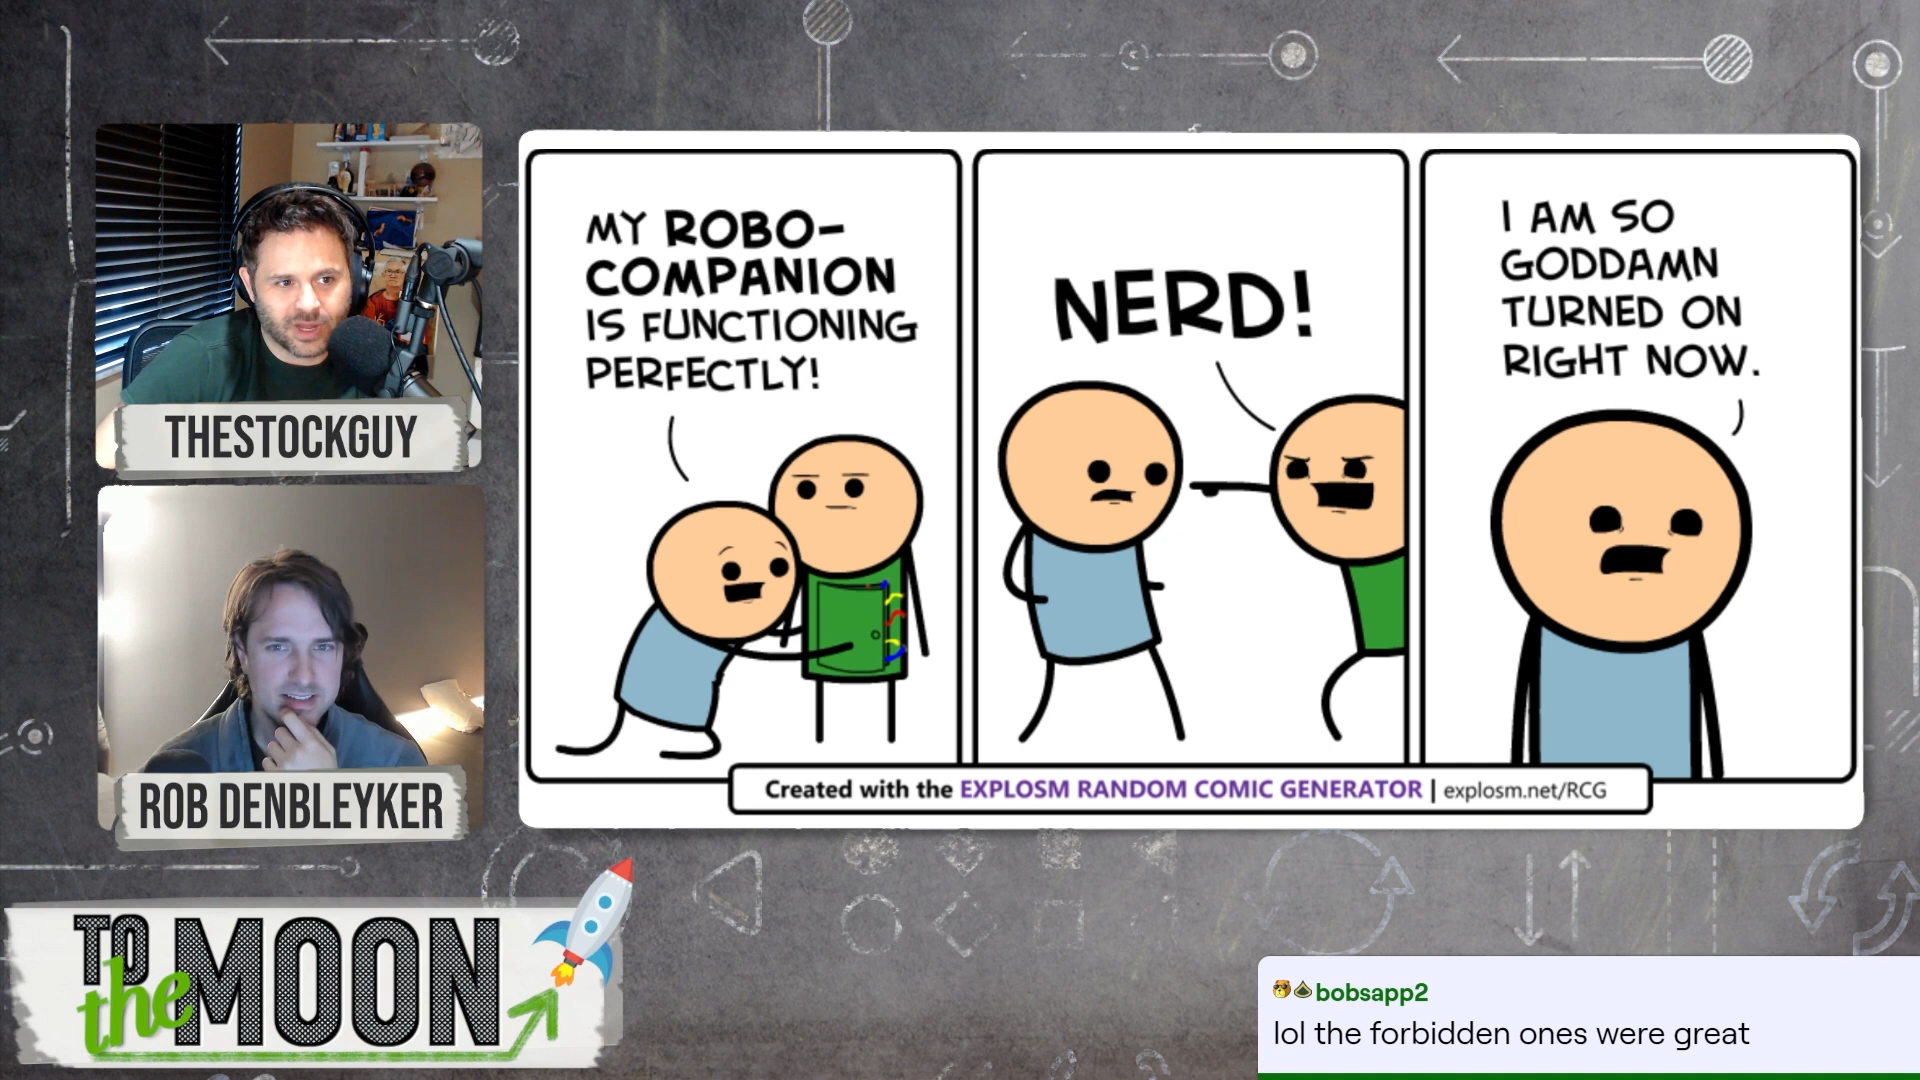 MY ROBO-
COMPANION
IS FUNCTIONING
PERFECTLY!
NERD!
I AM SO
GODDAMN
TURNED ON
RIGHT NOW.
THESTOCKGUY
ROB DENBLEYKER
Created with the EXPLOSM RANDOM COMIC GENERATOR | explosm.net/RCG
TO
the MOON
bobsapp2
lol the forbidden ones were great